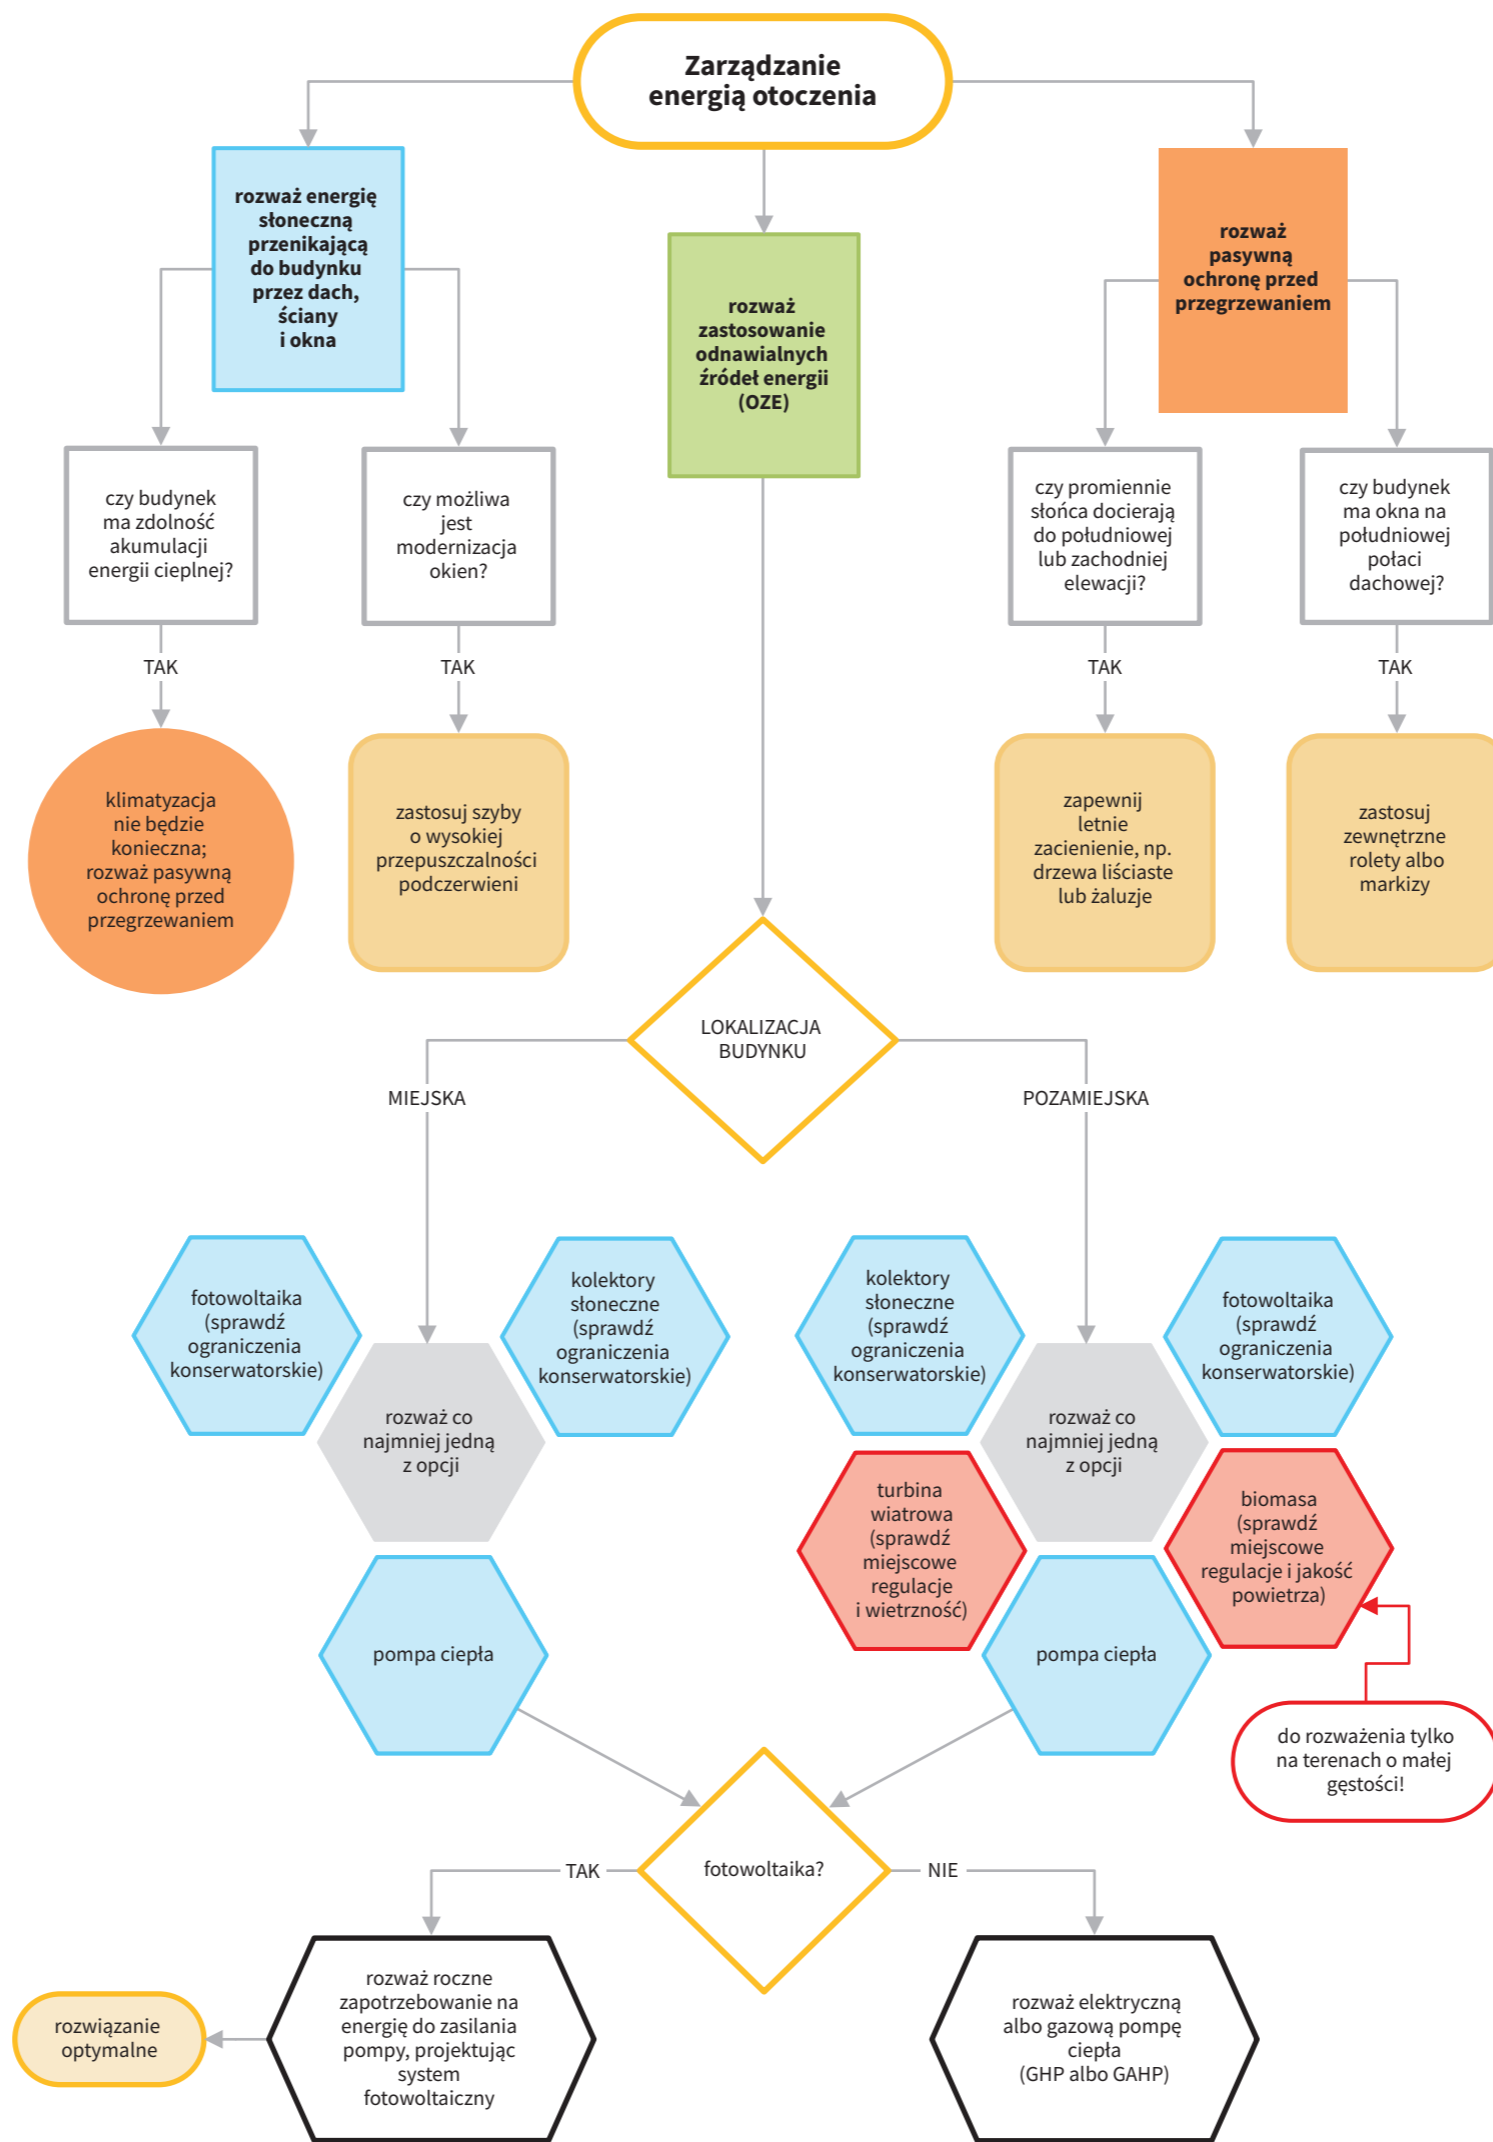 Zarządzanie
energią otoczenia
rozważ energię
słoneczną
przenikającą
do budynku
przez dach,
ściany
i okna
rozważ
zastosowanie
odnawialnych
źródeł energii
(OZE)
rozważ
pasywną
ochronę przed
przegrzewaniem
czy budynek
ma zdolność
akumulacji
energii cieplnej?
czy możliwa
jest
modernizacja
okien?
czy promiennie
słońca docierają
do południowej
lub zachodniej
elewacji?
czy budynek
ma okna na
południowej
połaci
dachowej?
TAK
TAK
TAK
TAK
klimatyzacja
nie będzie
konieczna;
rozważ pasywną
ochronę przed
przegrzewaniem
zastosuj szyby
o wysokiej
przepuszczalności
podczerwieni
zapewnij
letnie
zacienienie, np.
drzewa liściaste
lub żaluzje
zastosuj
zewnętrzne
rolety albo
markizy
LOKALIZACJA
BUDYNKU
MIEJSKA
POZAMIEJSKA
fotowoltaika
(sprawdź
ograniczenia
konserwatorskie)
kolektory
słoneczne
(sprawdź
ograniczenia
konserwatorskie)
rozważ co
najmniej jedną
z opcji
pompa ciepła
kolektory
słoneczne
(sprawdź
ograniczenia
konserwatorskie)
fotowoltaika
(sprawdź
ograniczenia
konserwatorskie)
rozważ co
najmniej jedną
z opcji
turbina
wiatrowa
(sprawdź
miejscowe
regulacje
i wietrzność)
biomasa
(sprawdź
miejscowe
regulacje i jakość
powietrza)
pompa ciepła
do rozważenia tylko
na terenach o małej
gęstości!
fotowoltaika?
TAK
NIE
rozwiązanie
optymalne
rozważ roczne
zapotrzebowanie na
energię do zasilania
pompy, projektując
system
fotowoltaiczny
rozważ elektryczną
albo gazową pompę
ciepła
(GHP albo GAHP)